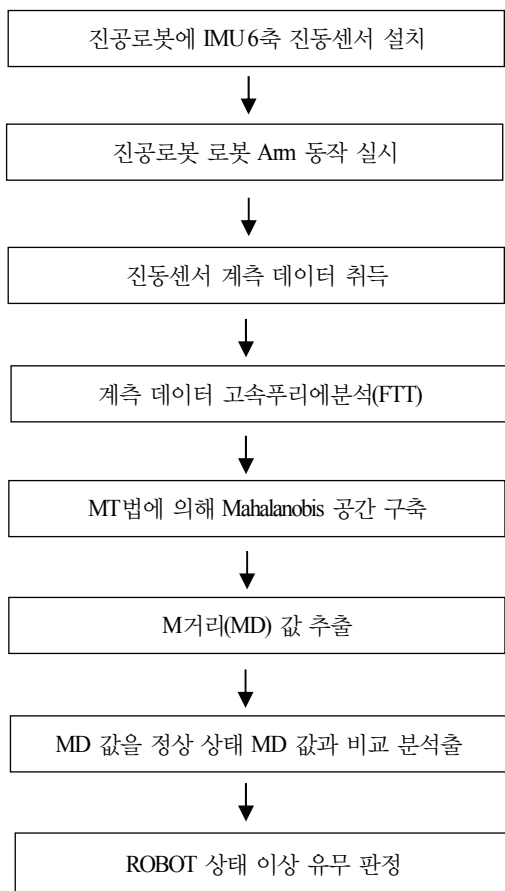 진공로봇에 IMU 6축 진동센서 설치
진공로봇 로봇 Arm 동작 실시
진동센서 계측 데이터 취득
계측 데이터 고속푸리에분석(FTT)
MT법에 의해 Mahalanobis 공간 구축
M거리(MD) 값 추출
MD 값을 정상 상태 MD 값과 비교 분석출
ROBOT 상태 이상 유무 판정